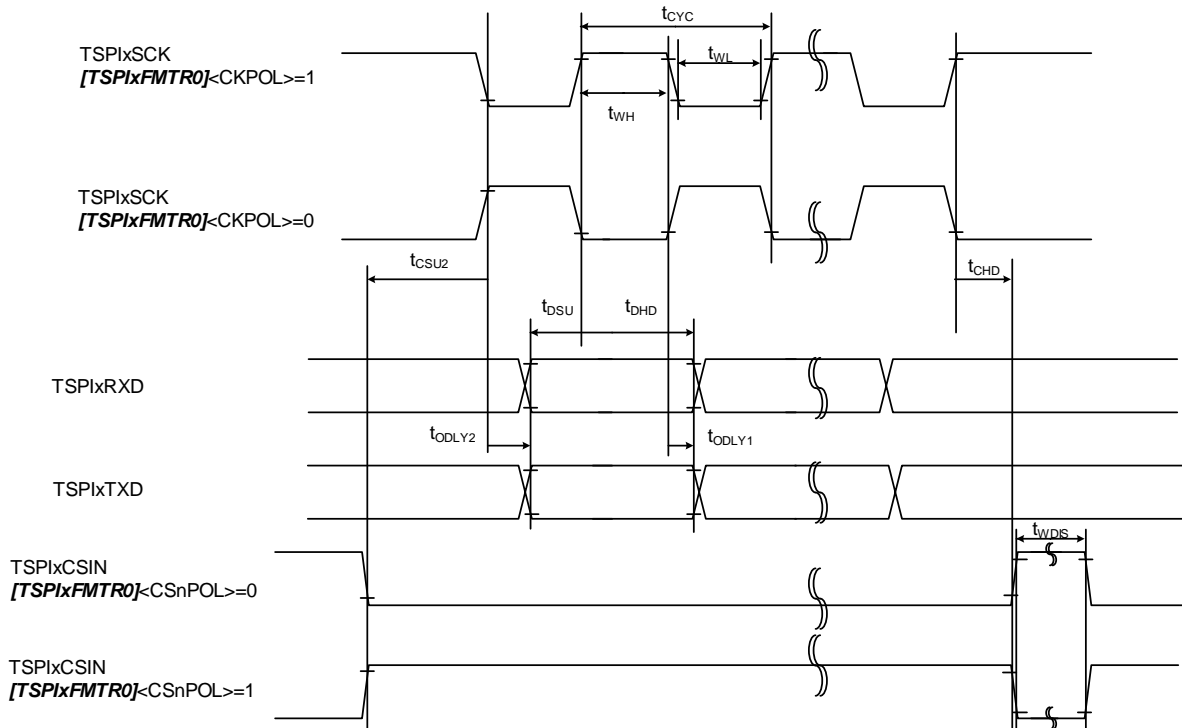 tCYC
TSPIxSCK
[TSPIxFMTR0]<CKPOL>=1
tWL
tWH
TSPIxSCK
[TSPIxFMTR0]<CKPOL>=0
tCSU2
tCHD
tDSU
tDHD
TSPIxRXD
tODLY2
tODLY1
TSPIxTXD
tWDIS
TSPIxCSIN
[TSPIxFMTR0]<CSnPOL>=0
TSPIxCSIN
[TSPIxFMTR0]<CSnPOL>=1